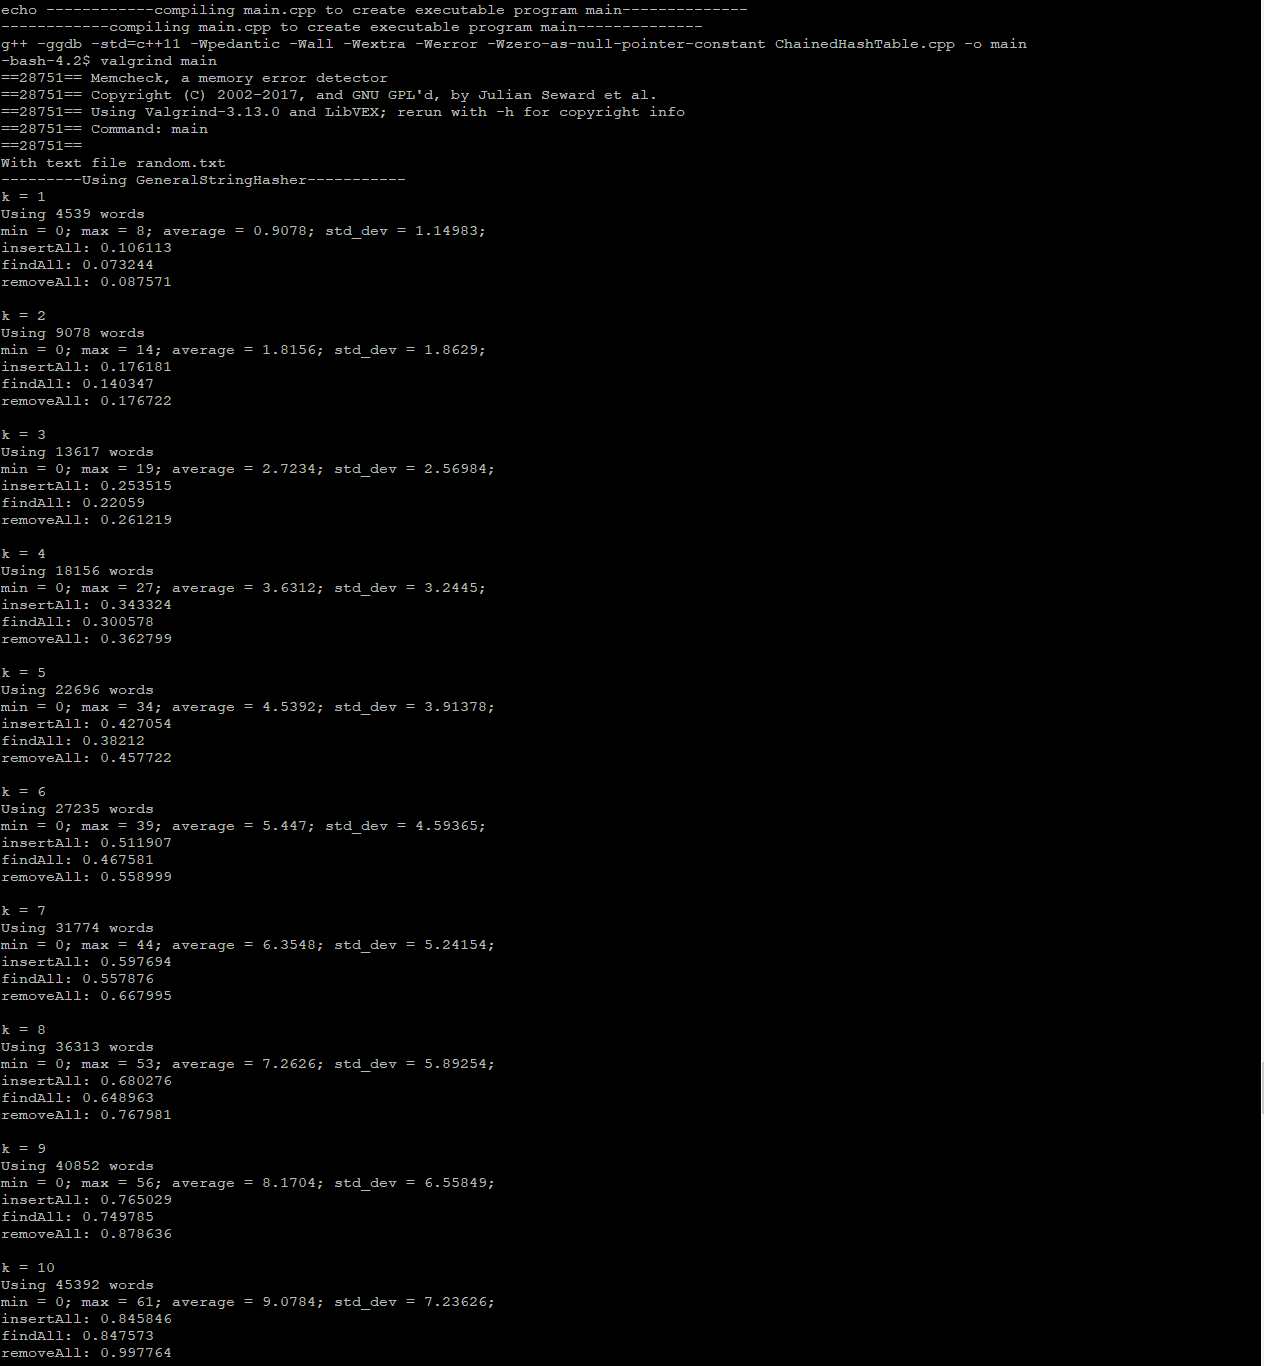 echo ------------compiling main.cpp to create executable program main--------------
------------compiling main.cpp to create executable program main--------------
g++ -ggdb -std=c++11 -Wpedantic -Wall -Wextra -Werror -Wzero-as-null-pointer-constant ChainedHashTable.cpp -o main
-bash-4.2$ valgrind main
==28751== Memcheck, a memory error detector
==28751== Copyright (C) 2002-2017, and GNU GPL'd, by Julian Seward et al.
==28751== Using Valgrind-3.13.0 and LibVEX; rerun with -h for copyright info
==28751== Command: main
==28751==
With text file random.txt
---------Using GeneralStringHasher-----------
k = 1
Using 4539 words
min = 0; max = 8; average = 0.9078; std_dev = 1.14983;
insertAll: 0.106113
findAll: 0.073244
removeAll: 0.087571

k = 2
Using 9078 words
min = 0; max = 14; average = 1.8156; std_dev = 1.8629;
insertAll: 0.176181
findAll: 0.140347
removeAll: 0.176722

k = 3
Using 13617 words
min = 0; max = 19; average = 2.7234; std_dev = 2.56984;
insertAll: 0.253515
findAll: 0.22059
removeAll: 0.261219

k = 4
Using 18156 words
min = 0; max = 27; average = 3.6312; std_dev = 3.2445;
insertAll: 0.343324
findAll: 0.300578
removeAll: 0.362799

k = 5
Using 22696 words
min = 0; max = 34; average = 4.5392; std_dev = 3.91378;
insertAll: 0.427054
findAll: 0.38212
removeAll: 0.457722

k = 6
Using 27235 words
min = 0; max = 39; average = 5.447; std_dev = 4.59365;
insertAll: 0.511907
findAll: 0.467581
removeAll: 0.558999

k = 7
Using 31774 words
min = 0; max = 44; average = 6.3548; std_dev = 5.24154;
insertAll: 0.597694
findAll: 0.557876
removeAll: 0.667995

k = 8
Using 36313 words
min = 0; max = 53; average = 7.2626; std_dev = 5.89254;
insertAll: 0.680276
findAll: 0.648963
removeAll: 0.767981

k = 9
Using 40852 words
min = 0; max = 56; average = 8.1704; std_dev = 6.55849;
insertAll: 0.765029
findAll: 0.749785
removeAll: 0.878636

k = 10
Using 45392 words
min = 0; max = 61; average = 9.0784; std_dev = 7.23626;
insertAll: 0.845846
findAll: 0.847573
removeAll: 0.997764